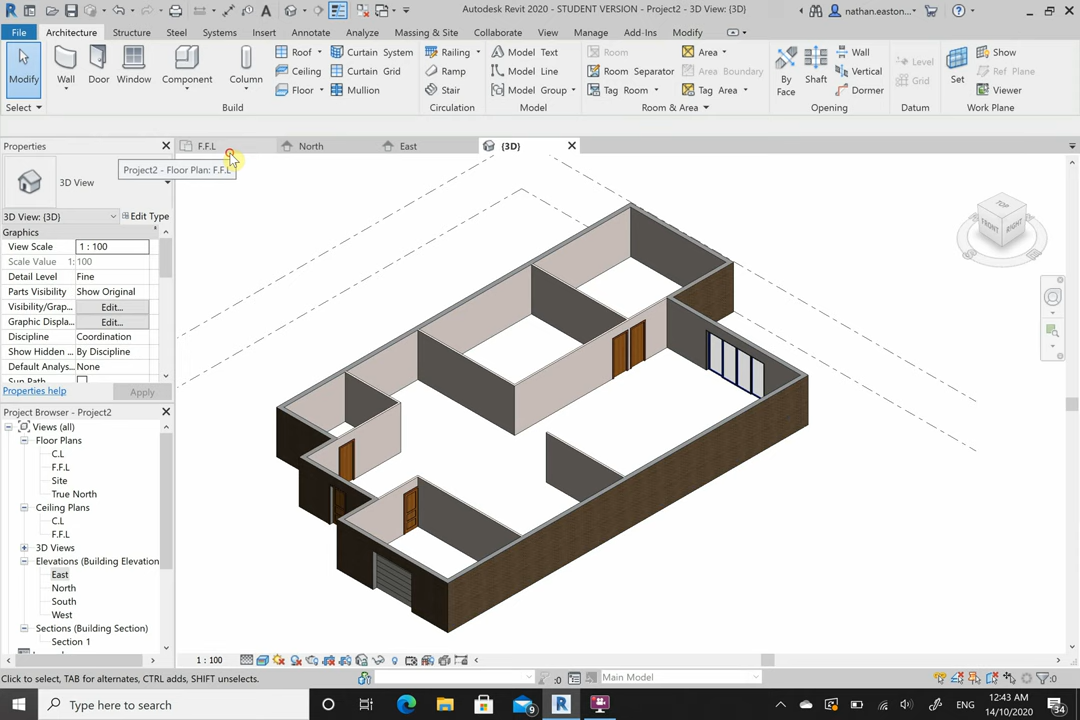 Autodesk Revit 2020 - STUDENT VERSION - Project2 - 3D View: {3D}
nathan.easton...
File Architecture Structure Steel Systems Insert Annotate Analyze Massing & Site Collaborate View Manage Add-Ins Modify
Modify Wall Door Window Component Column
Roof Curtain System Railing Model Text Room Area Wall Show
Ceiling Curtain Grid Ramp Model Line Room Separator Area Boundary Vertical Level Ref Plane
Floor Mullion Stair Model Group Tag Room Tag Area Dormer Grid Viewer
By Face Shaft Set
Select Build Circulation Model Room & Area Opening Datum Work Plane
Properties F.F.L North East {3D}
Project2 - Floor Plan: F.F.L
3D View
3D View: {3D} Edit Type
Graphics
View Scale 1 : 100
Scale Value 1: 100
Detail Level Fine
Parts Visibility Show Original
Visibility/Grap... Edit...
Graphic Displa... Edit...
Discipline Coordination
Show Hidden ... By Discipline
Default Analys... None
Sun Path
Properties help Apply
Project Browser - Project2
Views (all)
Floor Plans
C.L
F.F.L
Site
True North
Ceiling Plans
C.L
F.F.L
3D Views
Elevations (Building Elevation
East
North
South
West
Sections (Building Section)
Section 1
TOP
FRONT RIGHT
1 : 100
Click to select, TAB for alternates, CTRL adds, SHIFT unselects.
:0 Main Model :0
Type here to search
9
ENG
12:43 AM
14/10/2020
34